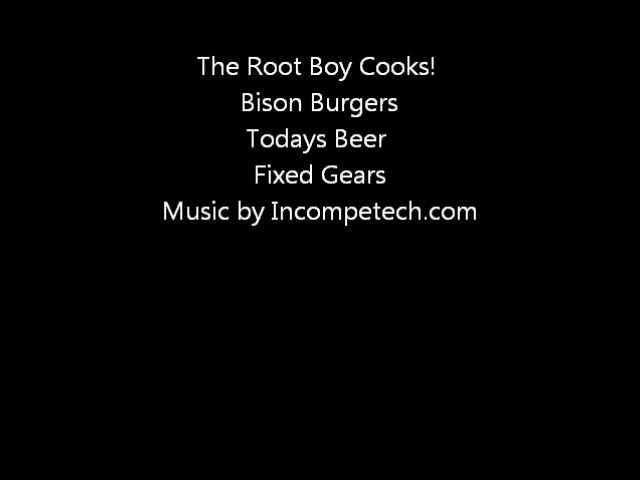 The Root Boy Cooks!
Bison Burgers
Todays Beer
Fixed Gears
Music by Incompetech.com